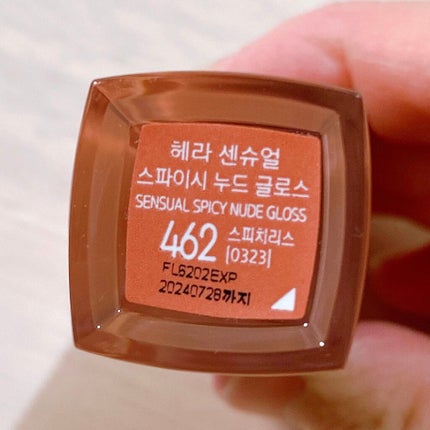 헤라 센슈얼
스파이시 누드 글로스
SENSUAL SPICY NUDE GLOSS
462 스피치리스
[0323]
FL6202EXP
20240728까지